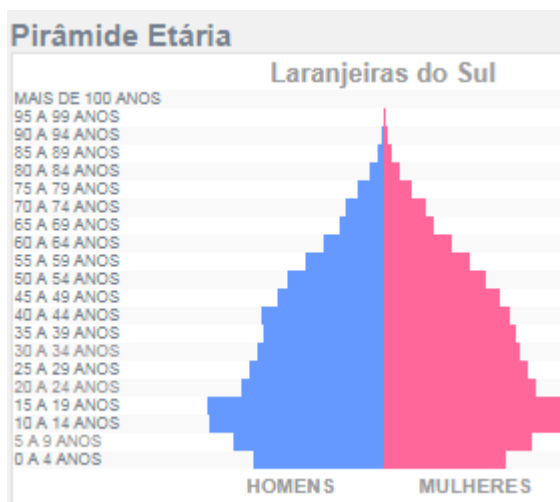 Pirâmide Etária
Laranjeiras do Sul
MAIS DE 100 ANOS
95 A 99 ANOS
90 A 94 ANOS
85 A 89 ANOS
80 A 84 ANOS
75 A 79 ANOS
70 A 74 ANOS
65 A 69 ANOS
60 A 64 ANOS
55 A 59 ANOS
50 A 54 ANOS
45 A 49 ANOS
40 A 44 ANOS
35 A 39 ANOS
30 A 34 ANOS
25 A 29 ANOS
20 A 24 ANOS
15 A 19 ANOS
10 A 14 ANOS
5 A 9 ANOS
0 A 4 ANOS
HOMENS MULHERES